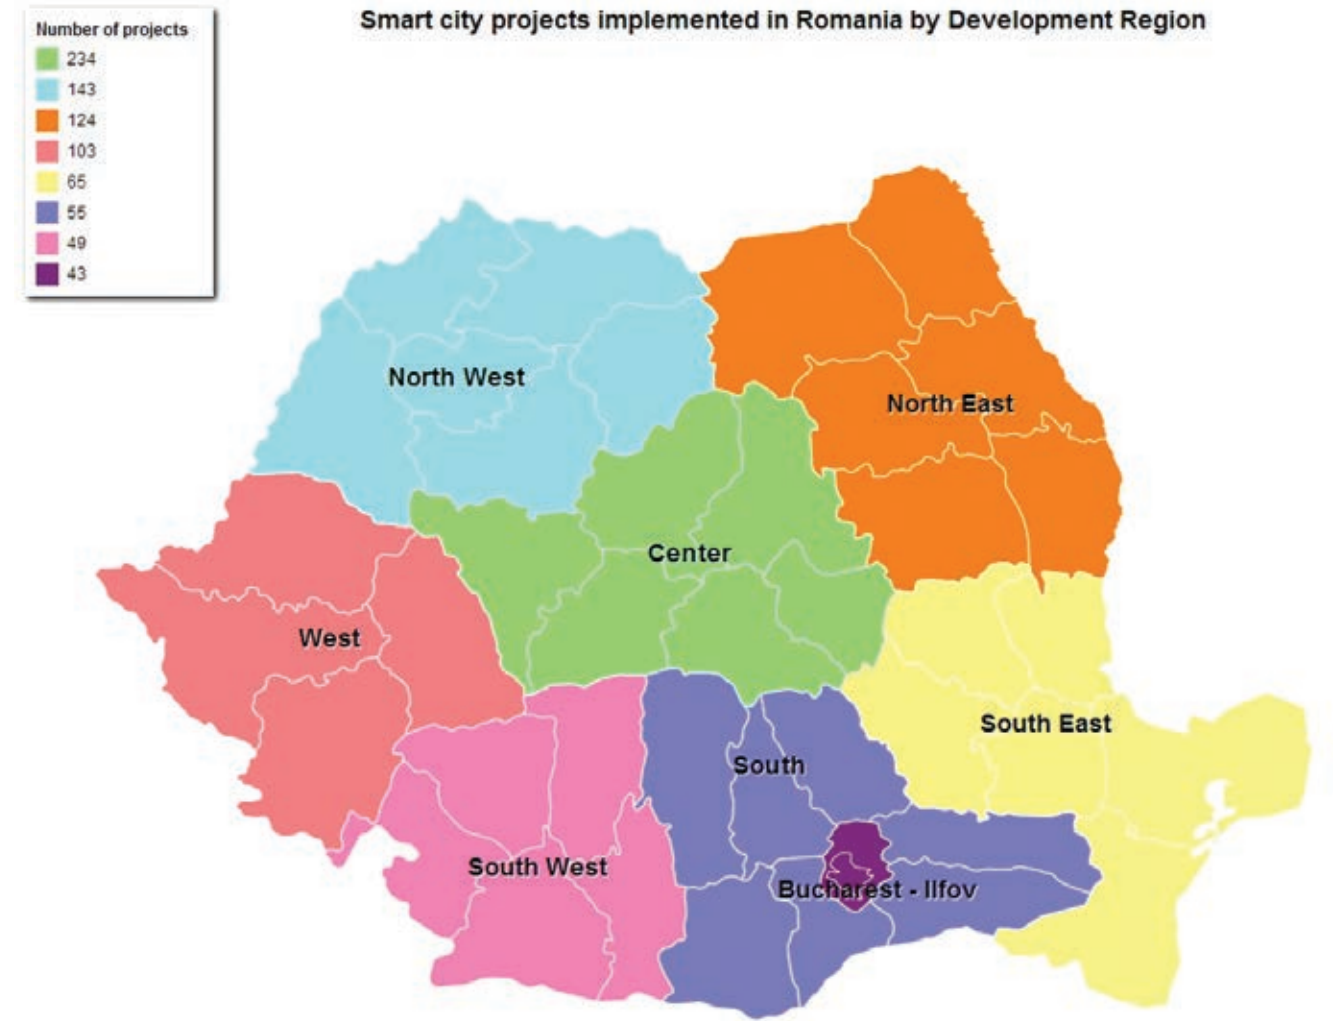 Smart city projects implemented in Romania by Development Region
Number of projects
234
143
124
103
65
55
49
43
North West
North East
Center
West
South East
South
South West
Bucharest - Ilfov